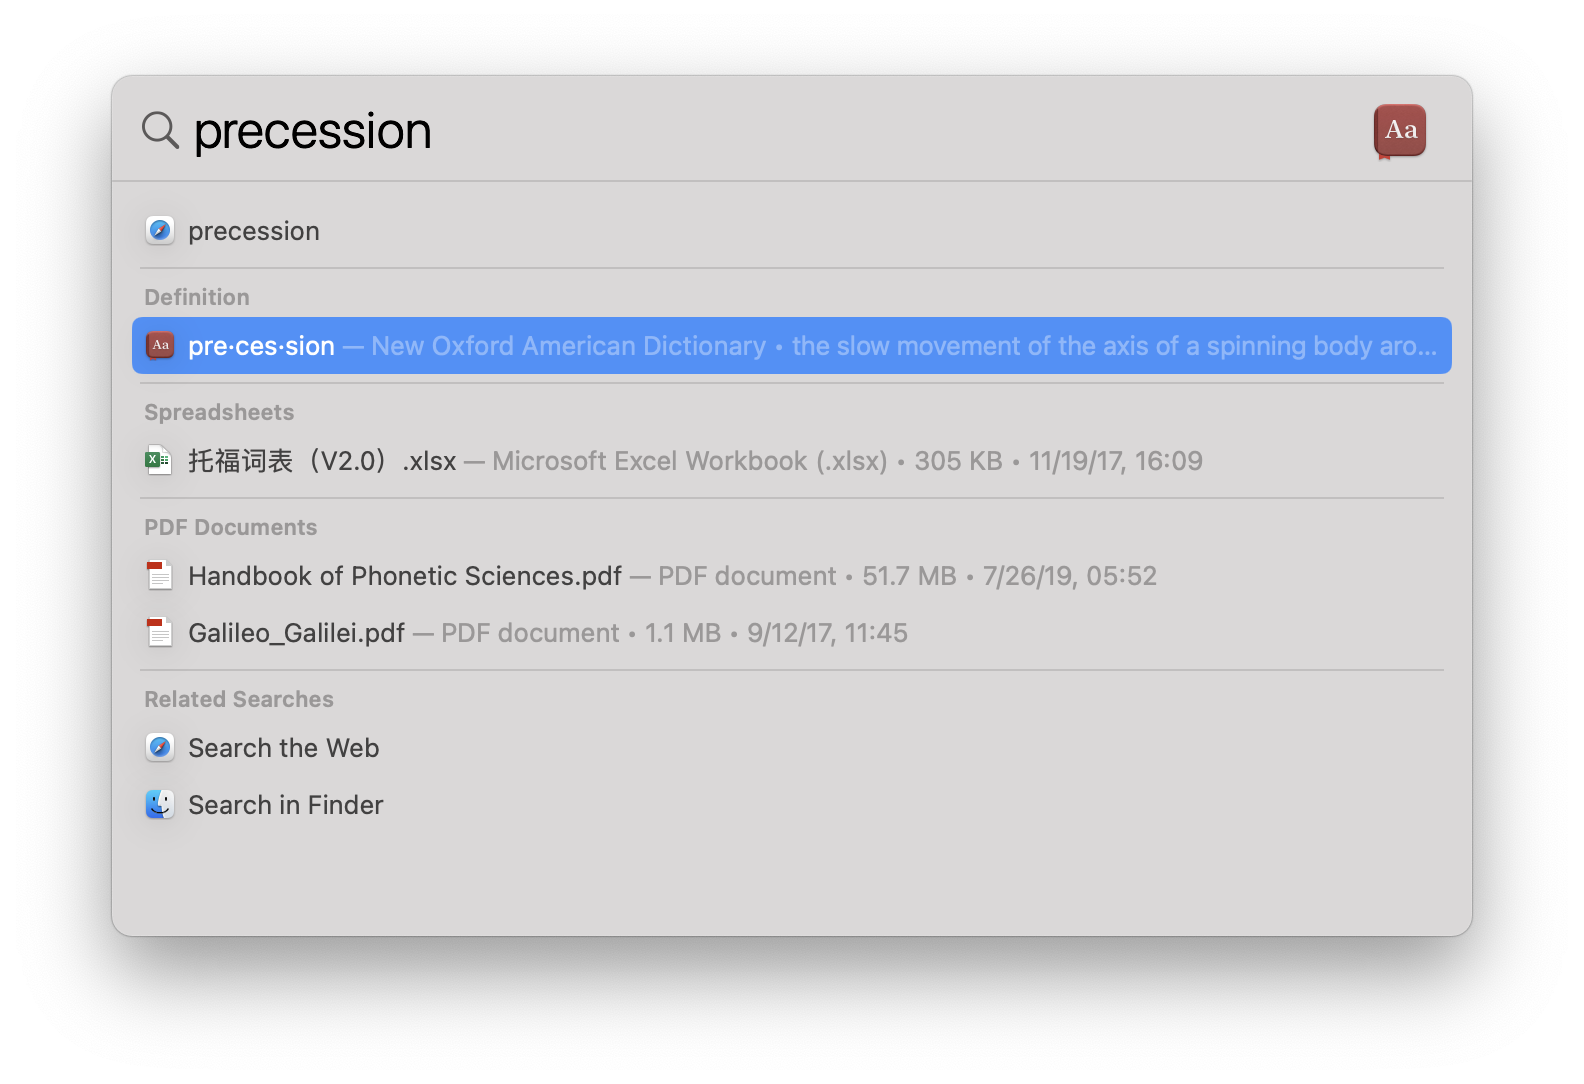 precession
Aa
precession
Definition
Aa pre·ces·sion — New Oxford American Dictionary • the slow movement of the axis of a spinning body aro...
Spreadsheets
托福词表（V2.0）.xlsx — Microsoft Excel Workbook (.xlsx) • 305 KB • 11/19/17, 16:09
PDF Documents
Handbook of Phonetic Sciences.pdf — PDF document • 51.7 MB • 7/26/19, 05:52
Galileo_Galilei.pdf — PDF document • 1.1 MB • 9/12/17, 11:45
Related Searches
Search the Web
Search in Finder